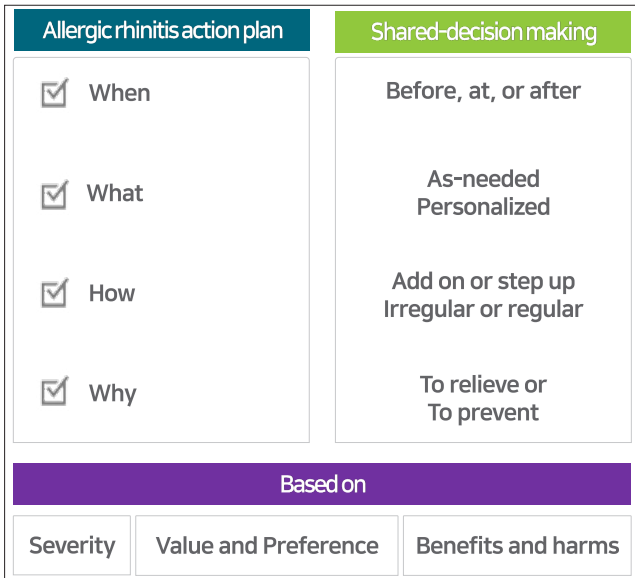 Allergic rhinitis action plan
Shared-decision making
When
Before, at, or after
What
As-needed
Personalized
How
Add on or step up
Irregular or regular
Why
To relieve or
To prevent
Based on
Severity
Value and Preference
Benefits and harms